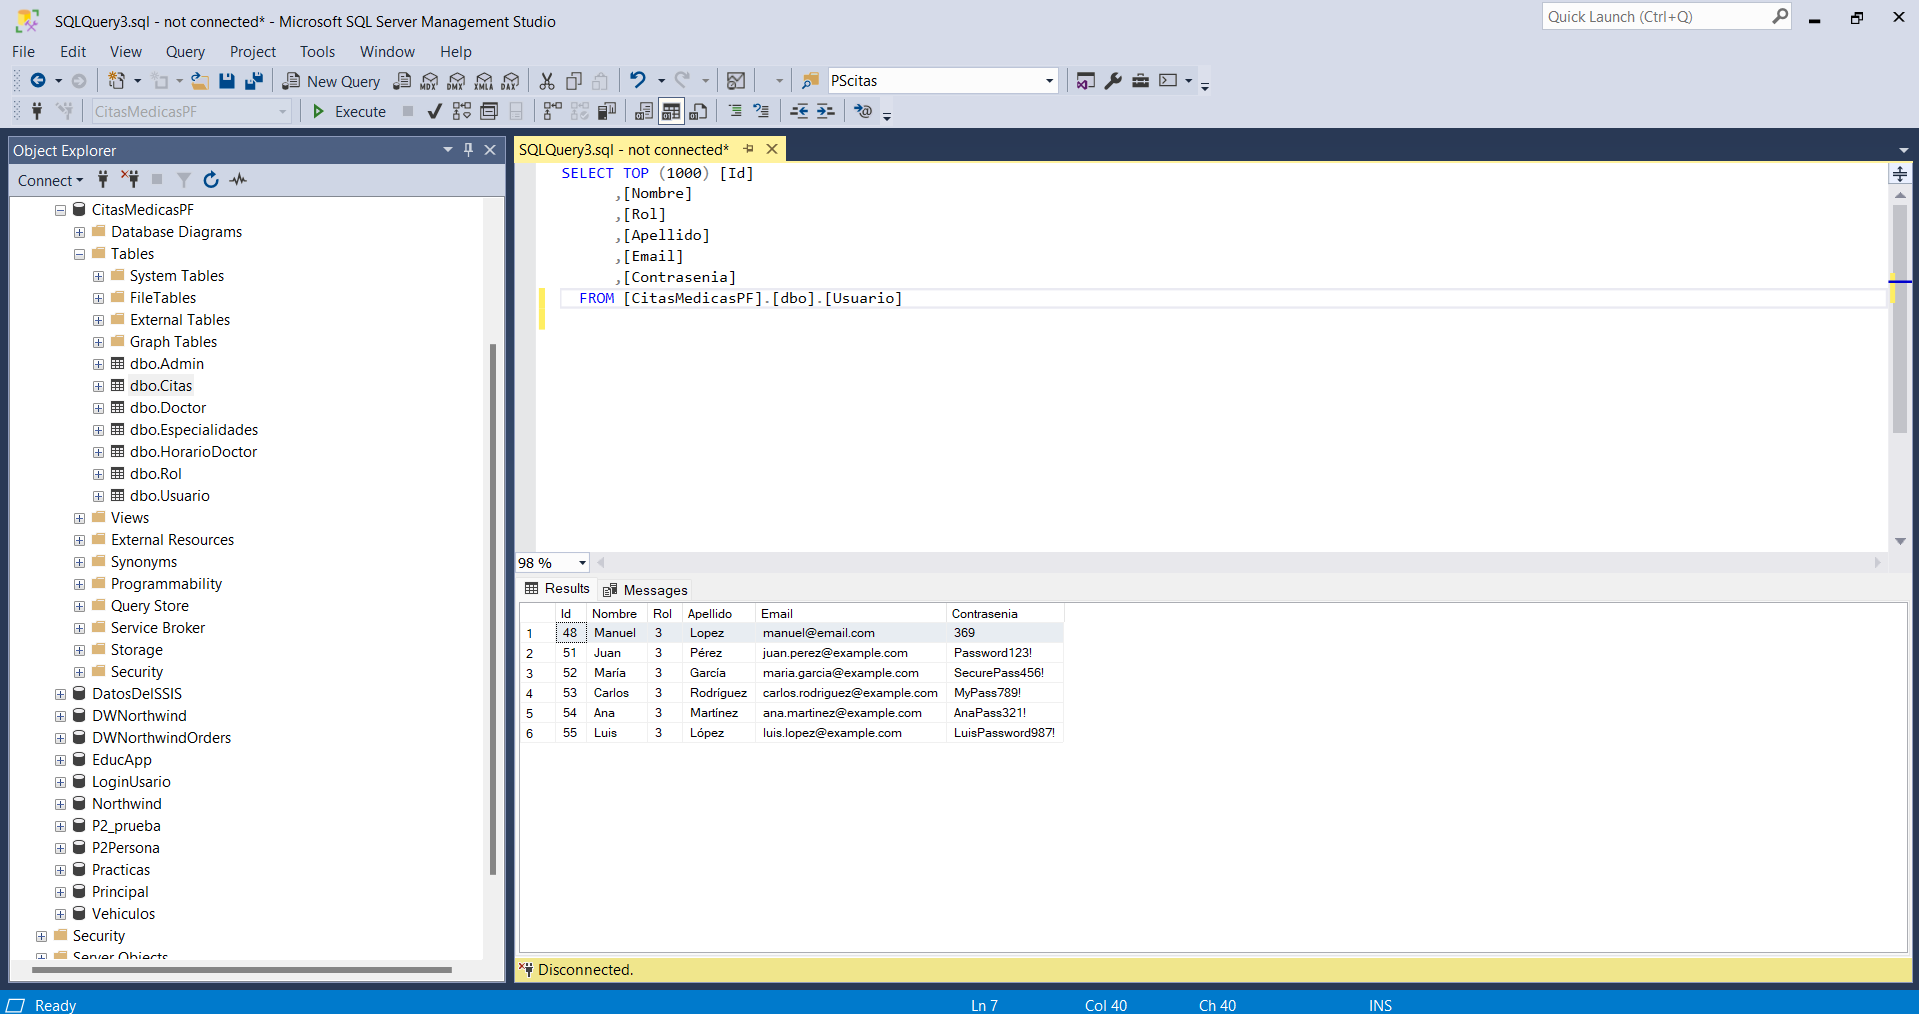 SQLQuery3.sql - not connected* - Microsoft SQL Server Management Studio
Quick Launch (Ctrl+Q)
File Edit View Query Project Tools Window Help
New Query MDX DMX XMLA DAX PScitas
CitasMedicasPF Execute
Object Explorer
Connect
CitasMedicasPF
Database Diagrams
Tables
System Tables
FileTables
External Tables
Graph Tables
dbo.Admin
dbo.Citas
dbo.Doctor
dbo.Especialidades
dbo.HorarioDoctor
dbo.Rol
dbo.Usuario
Views
External Resources
Synonyms
Programmability
Query Store
Service Broker
Storage
Security
DatosDelSSIS
DWNorthwind
DWNorthwindOrders
EducApp
LoginUsario
Northwind
P2_prueba
P2Persona
Practicas
Principal
Vehiculos
Security
Server Objects
SQLQuery3.sql - not connected*
SELECT TOP (1000) [Id]
,[Nombre]
,[Rol]
,[Apellido]
,[Email]
,[Contrasenia]
FROM [CitasMedicasPF].[dbo].[Usuario]
98 %
Results Messages
Id Nombre Rol Apellido Email Contrasenia
1 48 Manuel 3 Lopez manuel@email.com 369
2 51 Juan 3 Pérez juan.perez@example.com Password123!
3 52 María 3 García maria.garcia@example.com SecurePass456!
4 53 Carlos 3 Rodríguez carlos.rodriguez@example.com MyPass789!
5 54 Ana 3 Martínez ana.martinez@example.com AnaPass321!
6 55 Luis 3 López luis.lopez@example.com LuisPassword987!
Disconnected.
Ready Ln 7 Col 40 Ch 40 INS